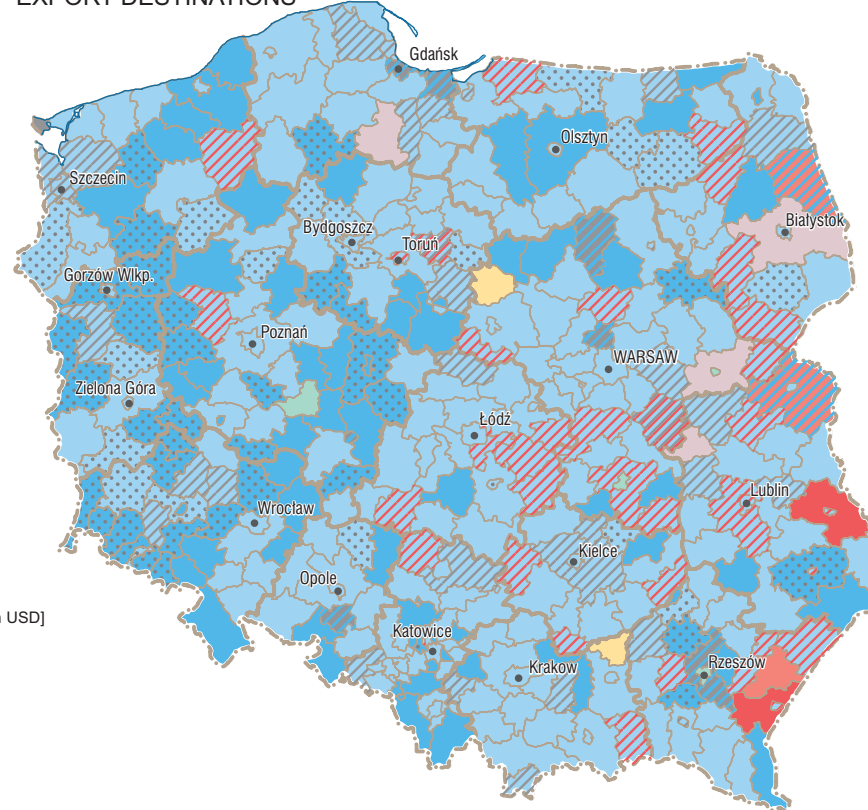 EXPORT DESTINATIONS
Gdańsk
Olsztyn
Szczecin
Białystok
Bydgoszcz
Toruń
Gorzów Wlkp.
Poznań
WARSAW
Zielona Góra
Łódź
Lublin
Wrocław
Kielce
Opole
USD]
Katowice
Rzeszów
Krakow